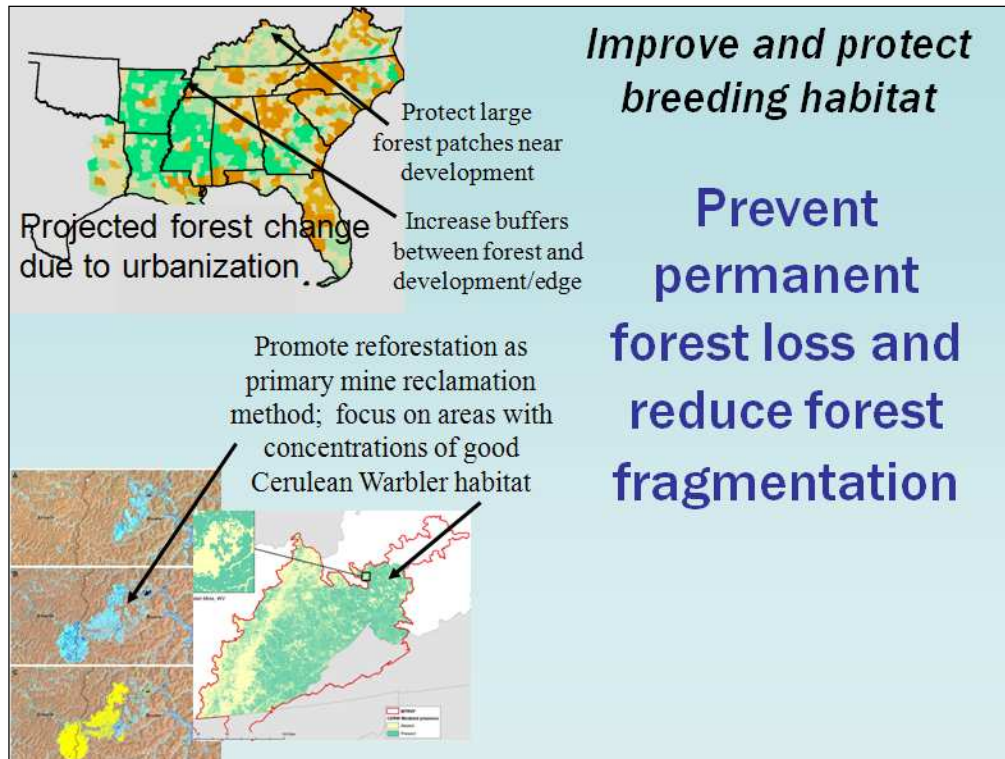 Improve and protect
breeding habitat
Protect large
forest patches near
development
Increase buffers
between forest and
development/edge
Projected forest change
due to urbanization
Prevent
permanent
forest loss and
reduce forest
fragmentation
Promote reforestation as
primary mine reclamation
method; focus on areas with
concentrations of good
Cerulean Warbler habitat